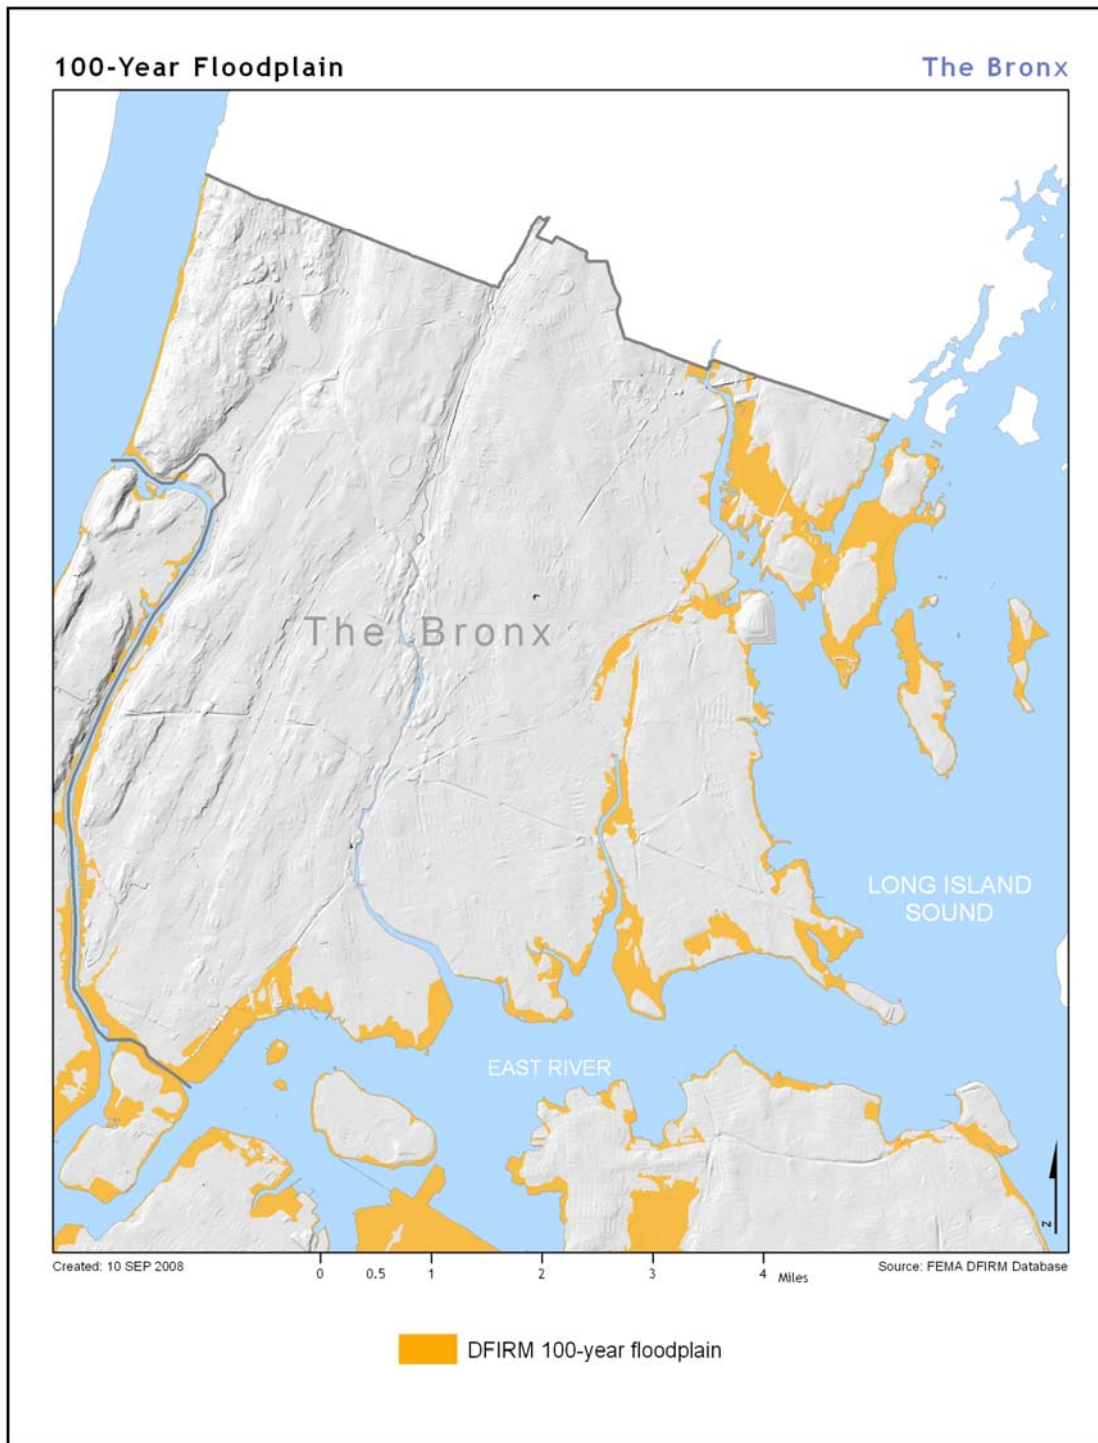 100-Year Floodplain
The Bronx
The Bronx
LONG ISLAND
SOUND
EAST RIVER
N
Created: 10 SEP 2008
0 0.5 1 2 3 4 Miles
Source: FEMA DFIRM Database
DFIRM 100-year floodplain